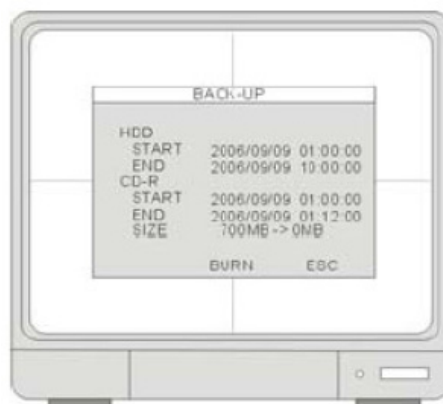 BACK-UP
HDD
START 2006/09/09 01:00:00
END 2006/09/09 10:00:00
CD-R
START 2006/09/09 01:00:00
END 2006/09/09 01:12:00
SIZE 700MB -> 0MB
BURN ESC